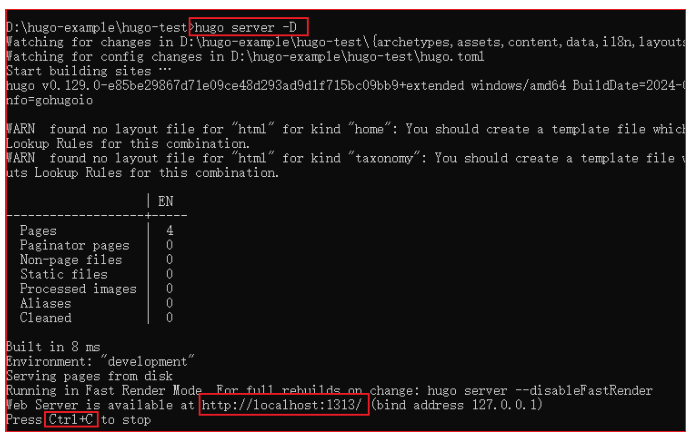 D:\hugo-example\hugo-test>hugo server -D
Watching for changes in D:\hugo-example\hugo-test\{archetypes,assets,content,data,i18n,layouts
Watching for config changes in D:\hugo-example\hugo-test\hugo.toml
Start building sites …
hugo v0.129.0-e85be29867d71e09ce48d293ad9d1f715bc09bb9+extended windows/amd64 BuildDate=2024-0
nfo=gohugoio
WARN  found no layout file for "html" for kind "home": You should create a template file which
Lookup Rules for this combination.
WARN  found no layout file for "html" for kind "taxonomy": You should create a template file w
uts Lookup Rules for this combination.
| EN
-------------------+-----
Pages | 4
Paginator pages | 0
Non-page files | 0
Static files | 0
Processed images | 0
Aliases | 0
Cleaned | 0
Built in 8 ms
Environment: "development"
Serving pages from disk
Running in Fast Render Mode. For full rebuilds on change: hugo server --disableFastRender
Web Server is available at http://localhost:1313/ (bind address 127.0.0.1)
Press Ctrl+C to stop